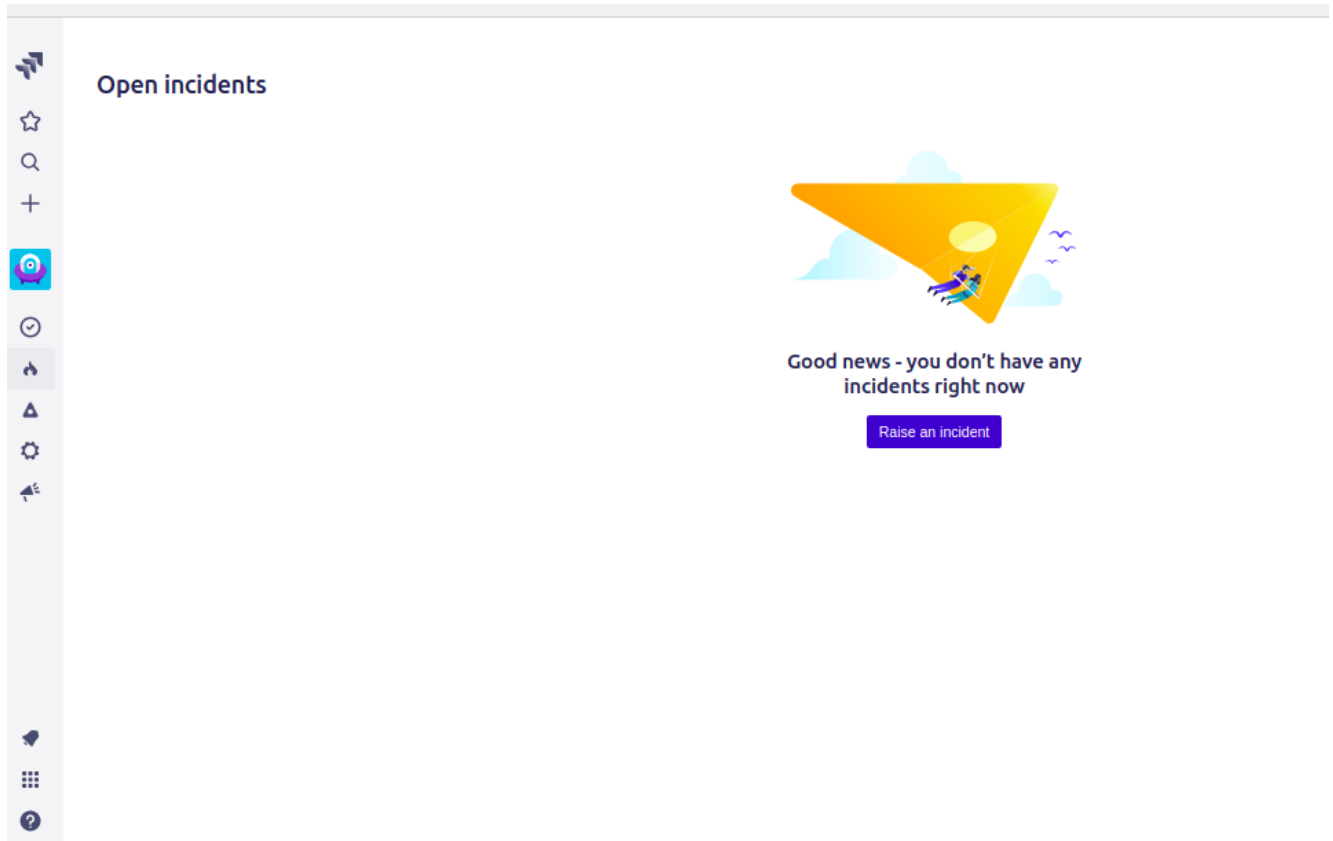 Open incidents
Good news - you don’t have any
incidents right now
Raise an incident